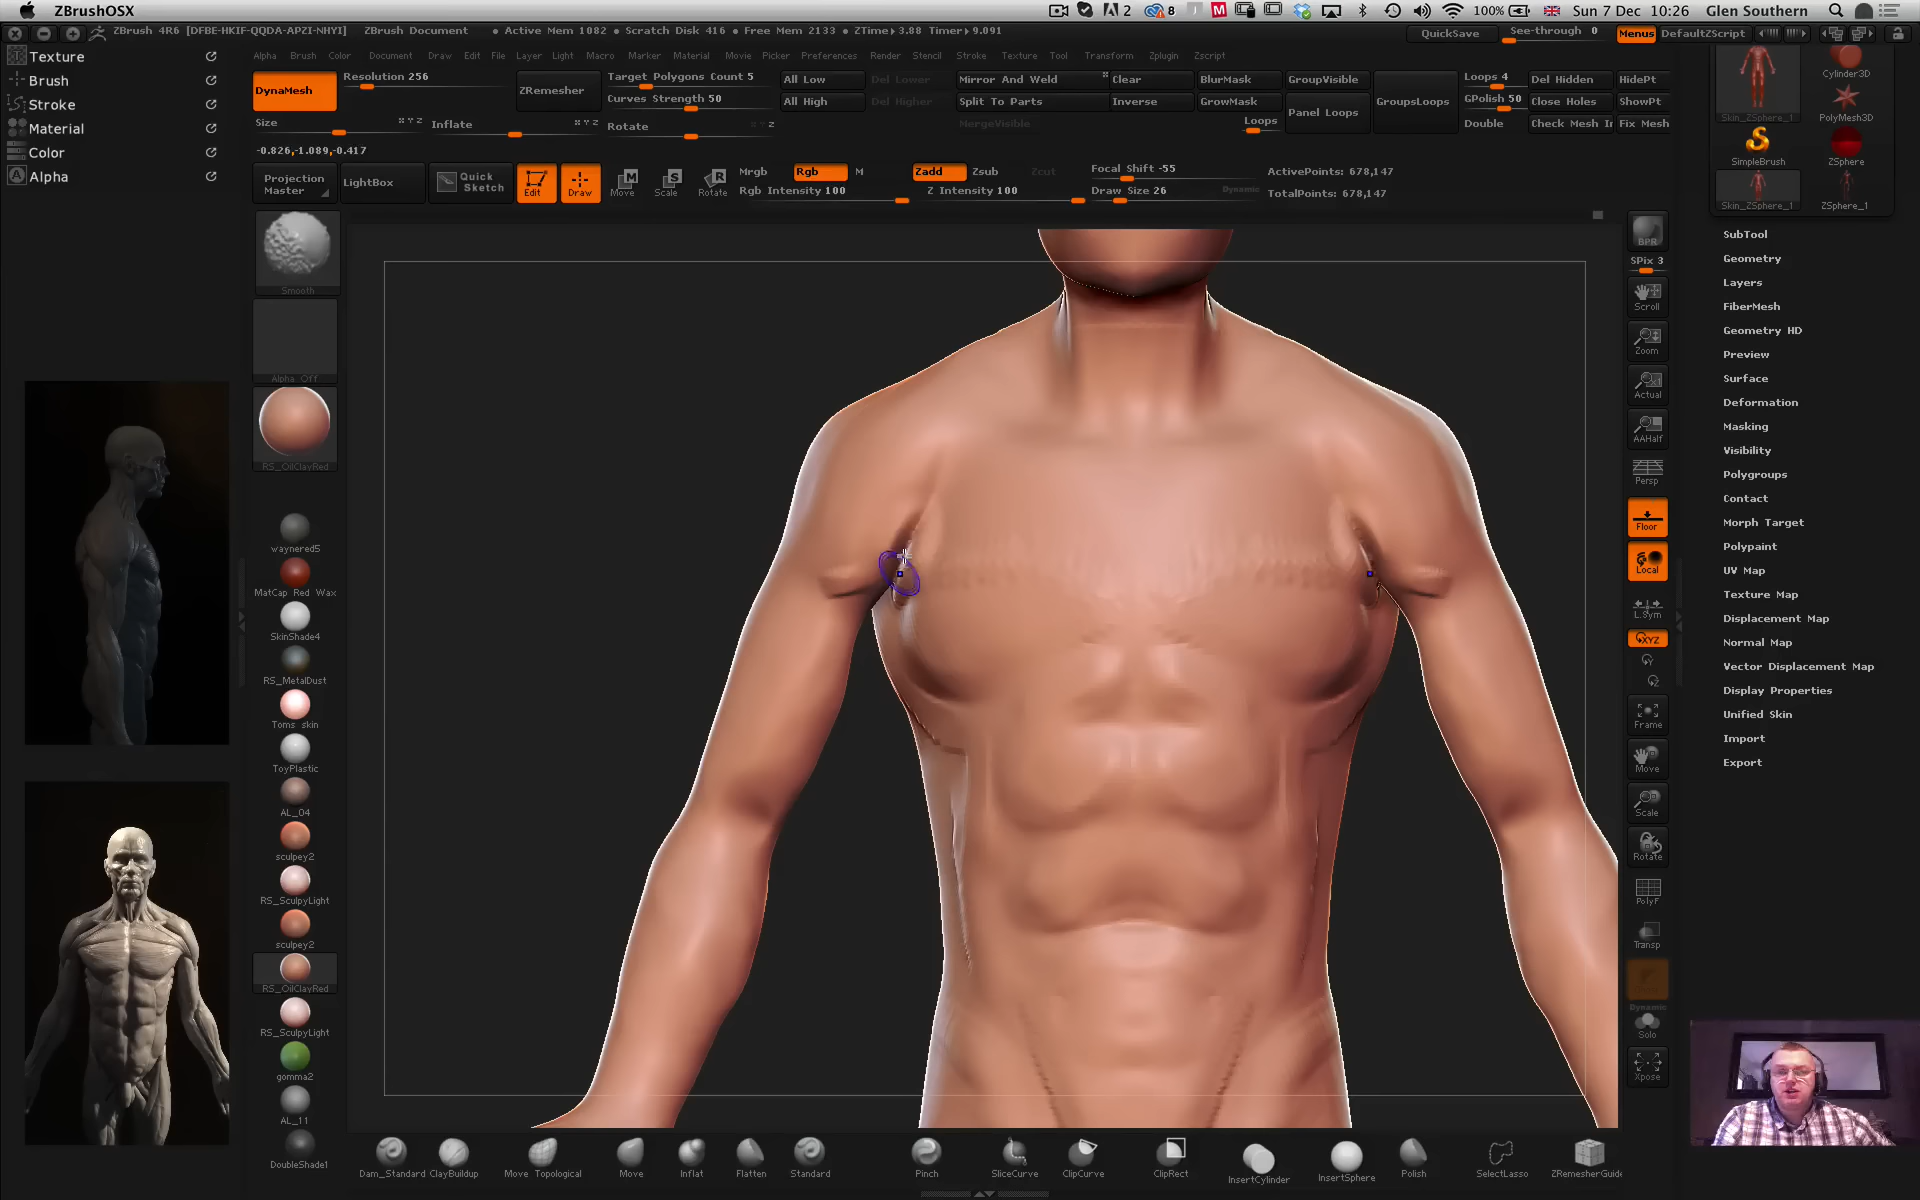 ZBrushOSX
2
8
100%
Sun 7 Dec 10:26
Glen Southern
ZBrush 4R6 [DFBE-HKIF-QQDA-APZI-NHYI]
ZBrush Document
• Active Mem 1082 • Scratch Disk 416 • Free Mem 2133 • ZTime▸3.88 Timer▸9.091
QuickSave
See-through 0
Menus
DefaultZScript
Texture
Brush
Stroke
Material
Color
Alpha
Alpha Brush Color Document Draw Edit File Layer Light Macro Marker Material Movie Picker Preferences Render Stencil Stroke Texture Tool Transform Zplugin Zscript
DynaMesh
Resolution 256
ZRemesher
Target Polygons Count 5
Curves Strength 50
All Low
Del Lower
Mirror And Weld
Clear
BlurMask
GroupVisible
GroupsLoops
Loops 4
Del Hidden
HidePt
All High
Del Higher
Split To Parts
Inverse
GrowMask
Panel Loops
GPolish 50
Close Holes
ShowPt
Size
Inflate
Rotate
MergeVisible
Loops
Double
Check Mesh In
Fix Mesh
-0.826,-1.089,-0.417
Projection Master
LightBox
Quick Sketch
Edit
Draw
Move
Scale
Rotate
Mrgb
Rgb
M
Rgb Intensity 100
Zadd
Zsub
Zcut
Z Intensity 100
Focal Shift -55
Draw Size 26
Dynamic
ActivePoints: 678,147
TotalPoints: 678,147
Smooth
Alpha Off
RS_OilClayRed
waynered5
MatCap Red Wax
SkinShade4
RS_MetalDust
Toms skin
ToyPlastic
AL_04
sculpey2
RS_SculpyLight
sculpey2
RS_OilClayRed
RS_SculpyLight
gomma2
AL_11
DoubleShade1
BPR
SPix 3
Scroll
Zoom
Actual
AAHalf
Persp
Floor
Local
L.Sym
XYZ
Frame
Move
Scale
Rotate
PolyF
Transp
Dynamic
Solo
Xpose
Skin_ZSphere_1
Cylinder3D
PolyMesh3D
SimpleBrush
ZSphere
Skin_ZSphere_1
ZSphere_1
SubTool
Geometry
Layers
FiberMesh
Geometry HD
Preview
Surface
Deformation
Masking
Visibility
Polygroups
Contact
Morph Target
Polypaint
UV Map
Texture Map
Displacement Map
Normal Map
Vector Displacement Map
Display Properties
Unified Skin
Import
Export
Dam_Standard
ClayBuildup
Move Topological
Move
Inflat
Flatten
Standard
Pinch
SliceCurve
ClipCurve
ClipRect
InsertCylinder
InsertSphere
Polish
SelectLasso
ZRemesherGuide